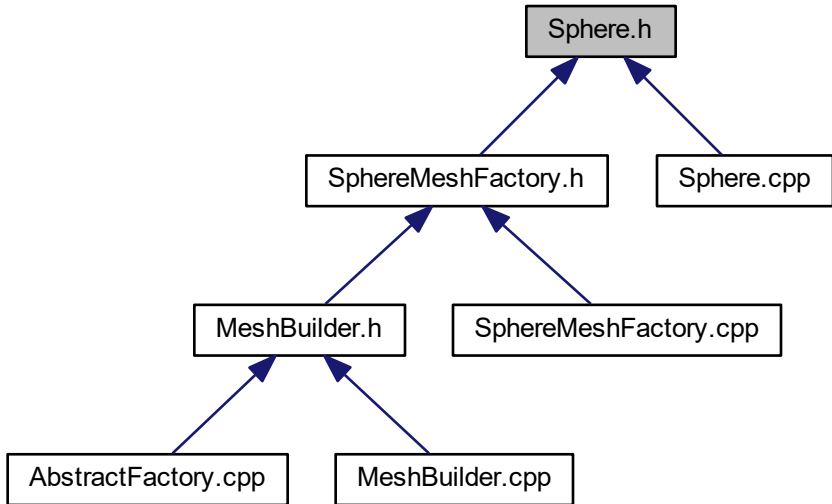 Sphere.h
SphereMeshFactory.h
Sphere.cpp
MeshBuilder.h
SphereMeshFactory.cpp
AbstractFactory.cpp
MeshBuilder.cpp